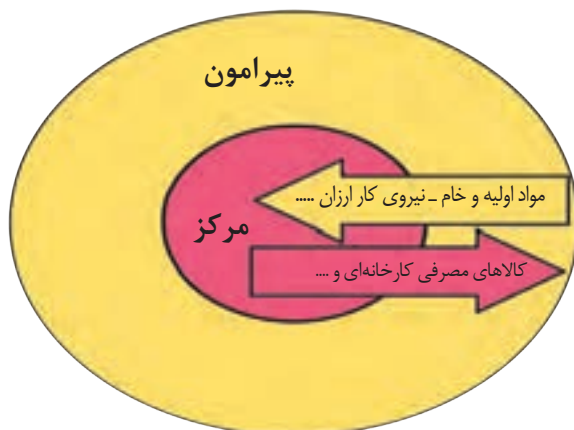 پیرامون
مواد اولیه و خام ـ نیروی کار ارزان .....
مرکز
کالاهای مصرفی کارخانه‌ای و ....